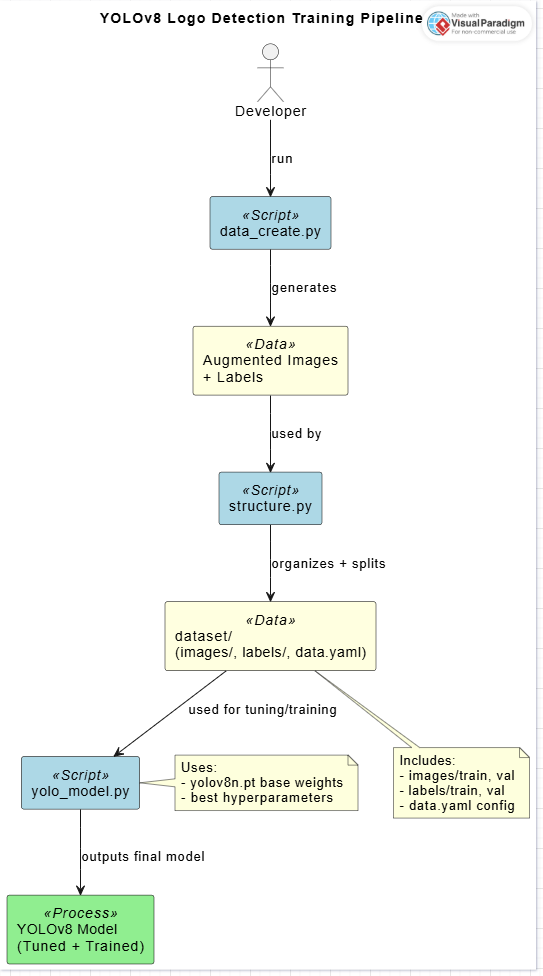 YOLOv8 Logo Detection Training Pipeline
Made with
Visual Paradigm
For non-commercial use
Developer
run
«Script»
data_create.py
generates
«Data»
Augmented Images
+ Labels
used by
«Script»
structure.py
organizes + splits
«Data»
dataset/
(images/, labels/, data.yaml)
used for tuning/training
«Script»
yolo_model.py
Uses:
- yolov8n.pt base weights
- best hyperparameters
Includes:
- images/train, val
- labels/train, val
- data.yaml config
outputs final model
«Process»
YOLOv8 Model
(Tuned + Trained)